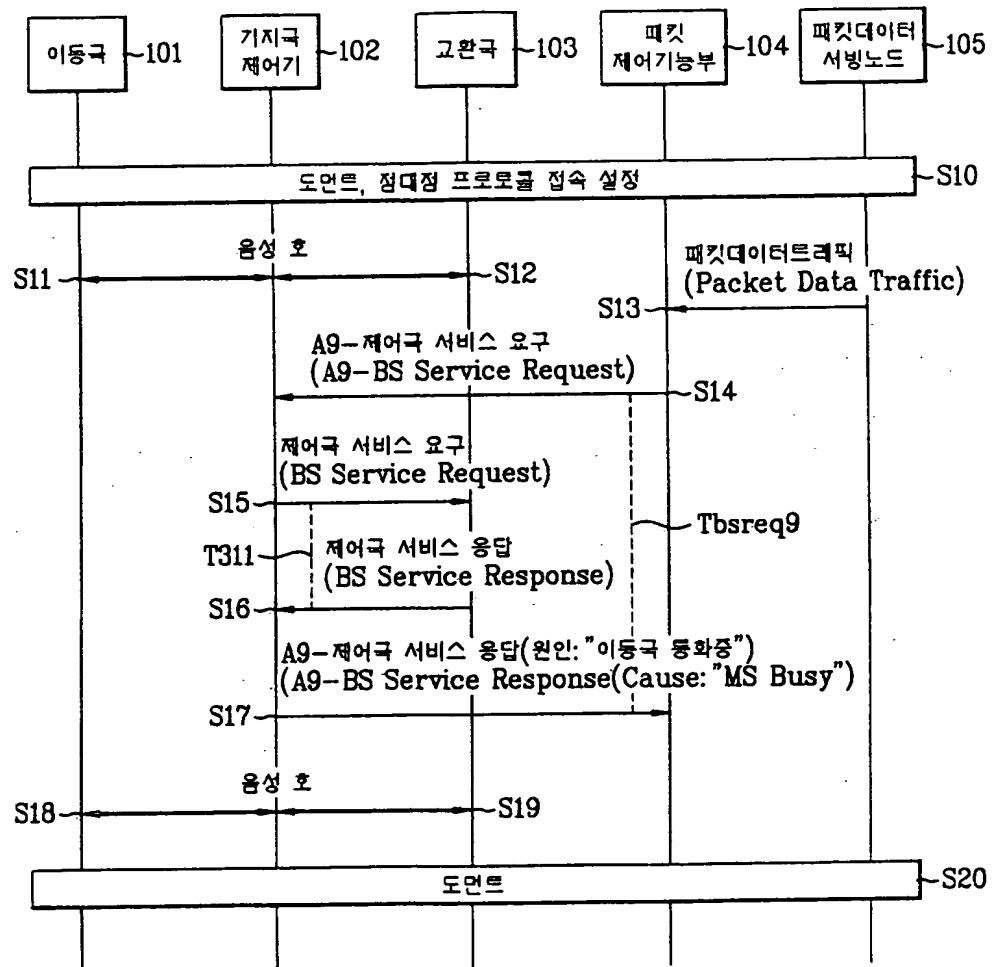 이동국
101
기지국
제어기
102
교환국
103
패킷
제어기능부
104
패킷데이터
서빙노드
105
도먼트, 점대점 프로토콜 접속 설정
S10
음성 호
S11
S12
패킷데이터트래픽
(Packet Data Traffic)
S13
A9-제어국 서비스 요구
(A9-BS Service Request)
S14
제어국 서비스 요구
(BS Service Request)
S15
Tbsreq9
T311
제어국 서비스 응답
(BS Service Response)
S16
A9-제어국 서비스 응답(원인:"이동국 통화중")
(A9-BS Service Response(Cause:"MS Busy")
S17
음성 호
S18
S19
도먼트
S20